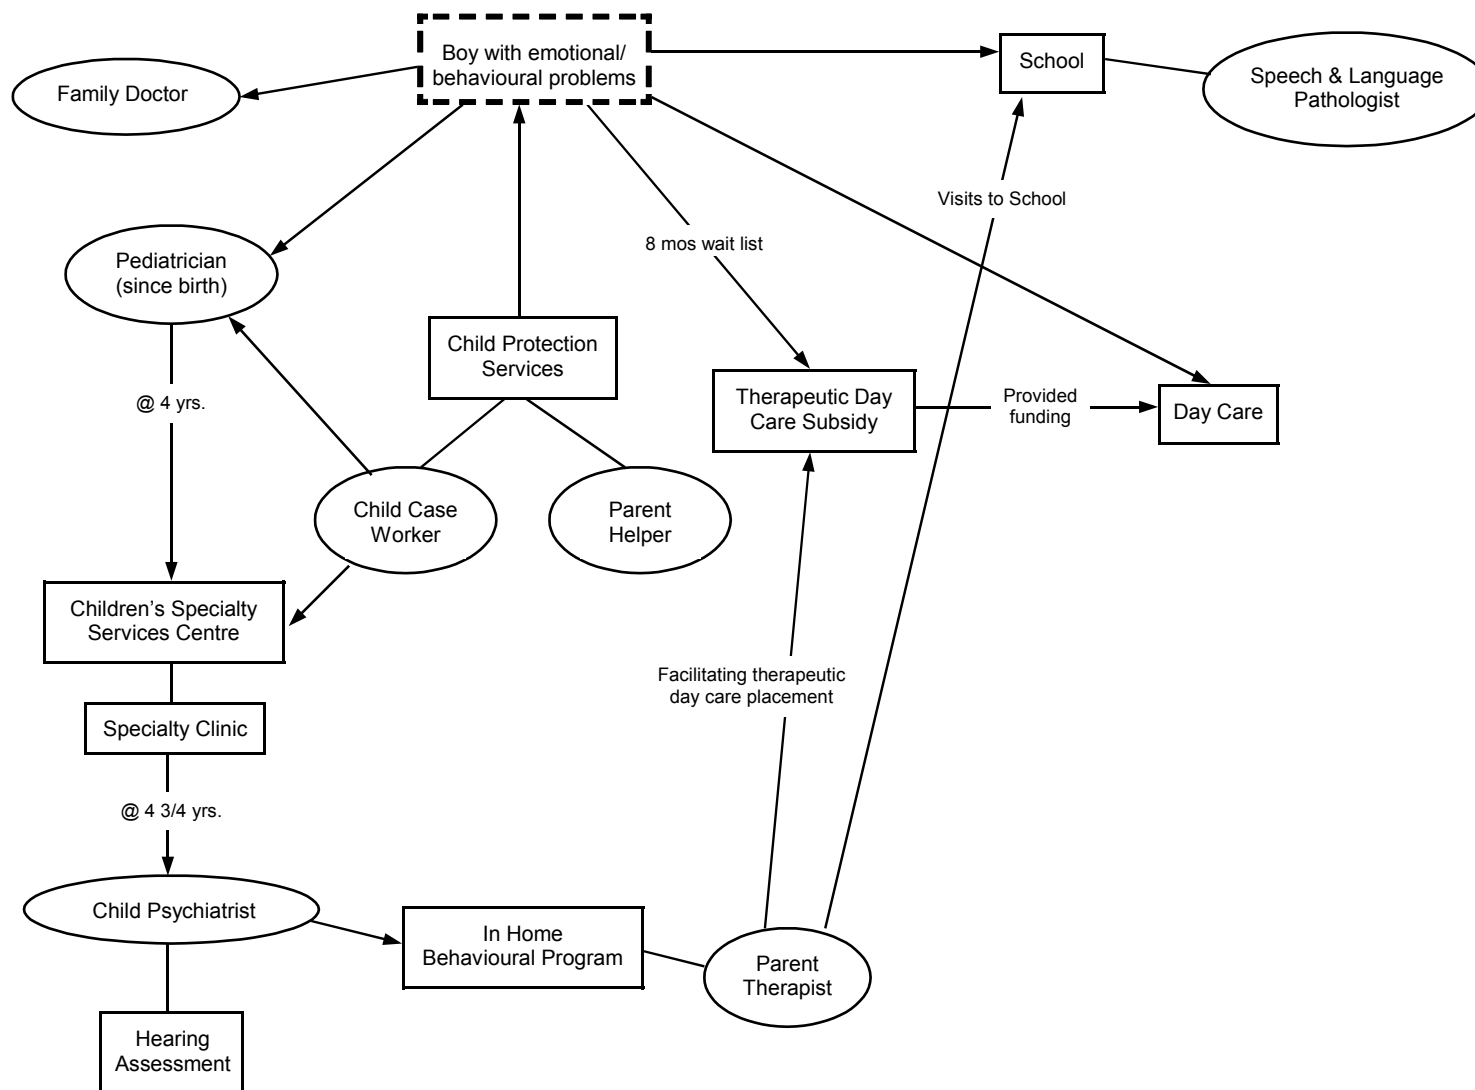 Boy with emotional/
behavioural problems
School
Speech & Language
Pathologist
Family Doctor
Visits to School
8 mos wait list
Pediatrician
(since birth)
Child Protection
Services
@ 4 yrs.
Therapeutic Day
Care Subsidy
Provided
funding
Day Care
Child Case
Worker
Parent
Helper
Children’s Specialty
Services Centre
Facilitating therapeutic
day care placement
Specialty Clinic
@ 4 3/4 yrs.
Child Psychiatrist
In Home
Behavioural Program
Parent
Therapist
Hearing
Assessment